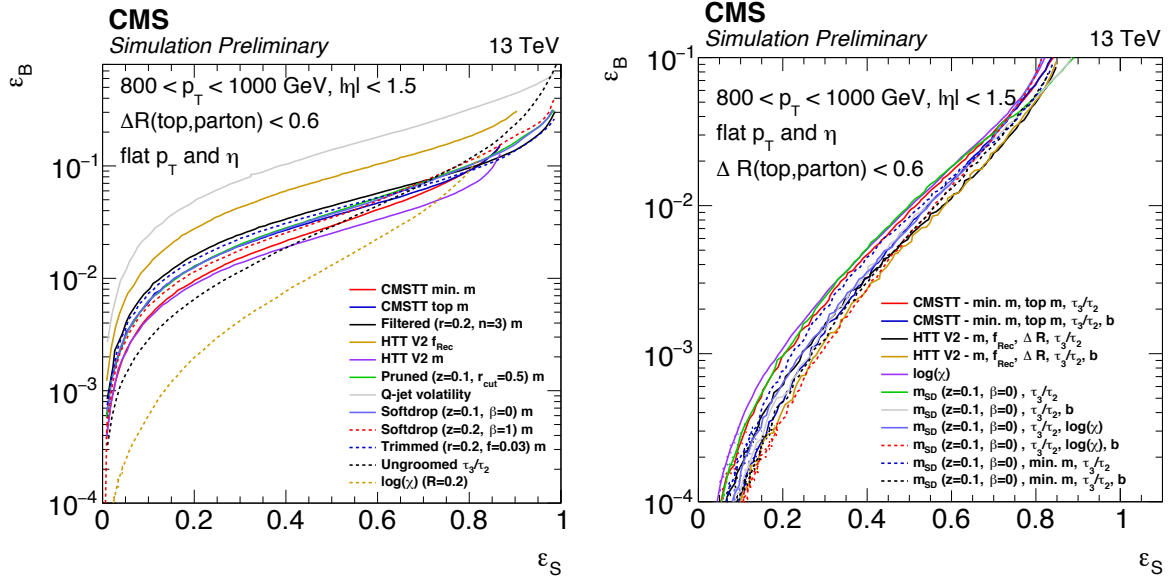 CMS
Simulation Preliminary 13 TeV
ε_B
800 < p_T < 1000 GeV, |η| < 1.5
ΔR(top,parton) < 0.6
flat p_T and η
10^-1
10^-2
10^-3
10^-4
CMSTT min. m
CMSTT top m
Filtered (r=0.2, n=3) m
HTT V2 f_Rec
HTT V2 m
Pruned (z=0.1, r_cut=0.5) m
Q-jet volatility
Softdrop (z=0.1, β=0) m
Softdrop (z=0.2, β=1) m
Trimmed (r=0.2, f=0.03) m
Ungroomed τ_3/τ_2
log(χ) (R=0.2)
0 0.2 0.4 0.6 0.8 1
ε_S
CMS
Simulation Preliminary 13 TeV
ε_B
800 < p_T < 1000 GeV, |η| < 1.5
flat p_T and η
Δ R(top,parton) < 0.6
10^-1
10^-2
10^-3
10^-4
CMSTT - min. m, top m, τ_3/τ_2
CMSTT - min. m, top m, τ_3/τ_2, b
HTT V2 - m, f_Rec, Δ R, τ_3/τ_2
HTT V2 - m, f_Rec, Δ R, τ_3/τ_2, b
log(χ)
m_SD (z=0.1, β=0) , τ_3/τ_2
m_SD (z=0.1, β=0) , τ_3/τ_2, b
m_SD (z=0.1, β=0) , τ_3/τ_2, log(χ)
m_SD (z=0.1, β=0) , τ_3/τ_2, log(χ), b
m_SD (z=0.1, β=0) , min. m, τ_3/τ_2
m_SD (z=0.1, β=0) , min. m, τ_3/τ_2, b
0 0.2 0.4 0.6 0.8 1
ε_S